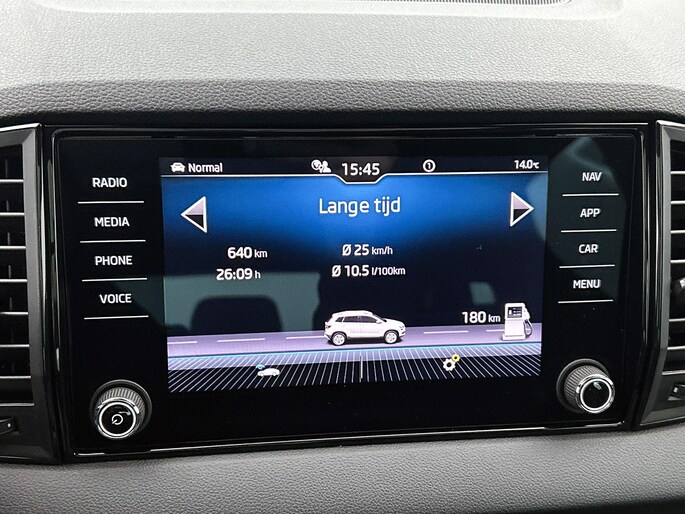 Normal
15:45
14.0°C
Lange tijd
640 km
Ø 25 km/h
26:09 h
Ø 10.5 l/100km
180 km
RADIO
MEDIA
PHONE
VOICE
NAV
APP
CAR
MENU